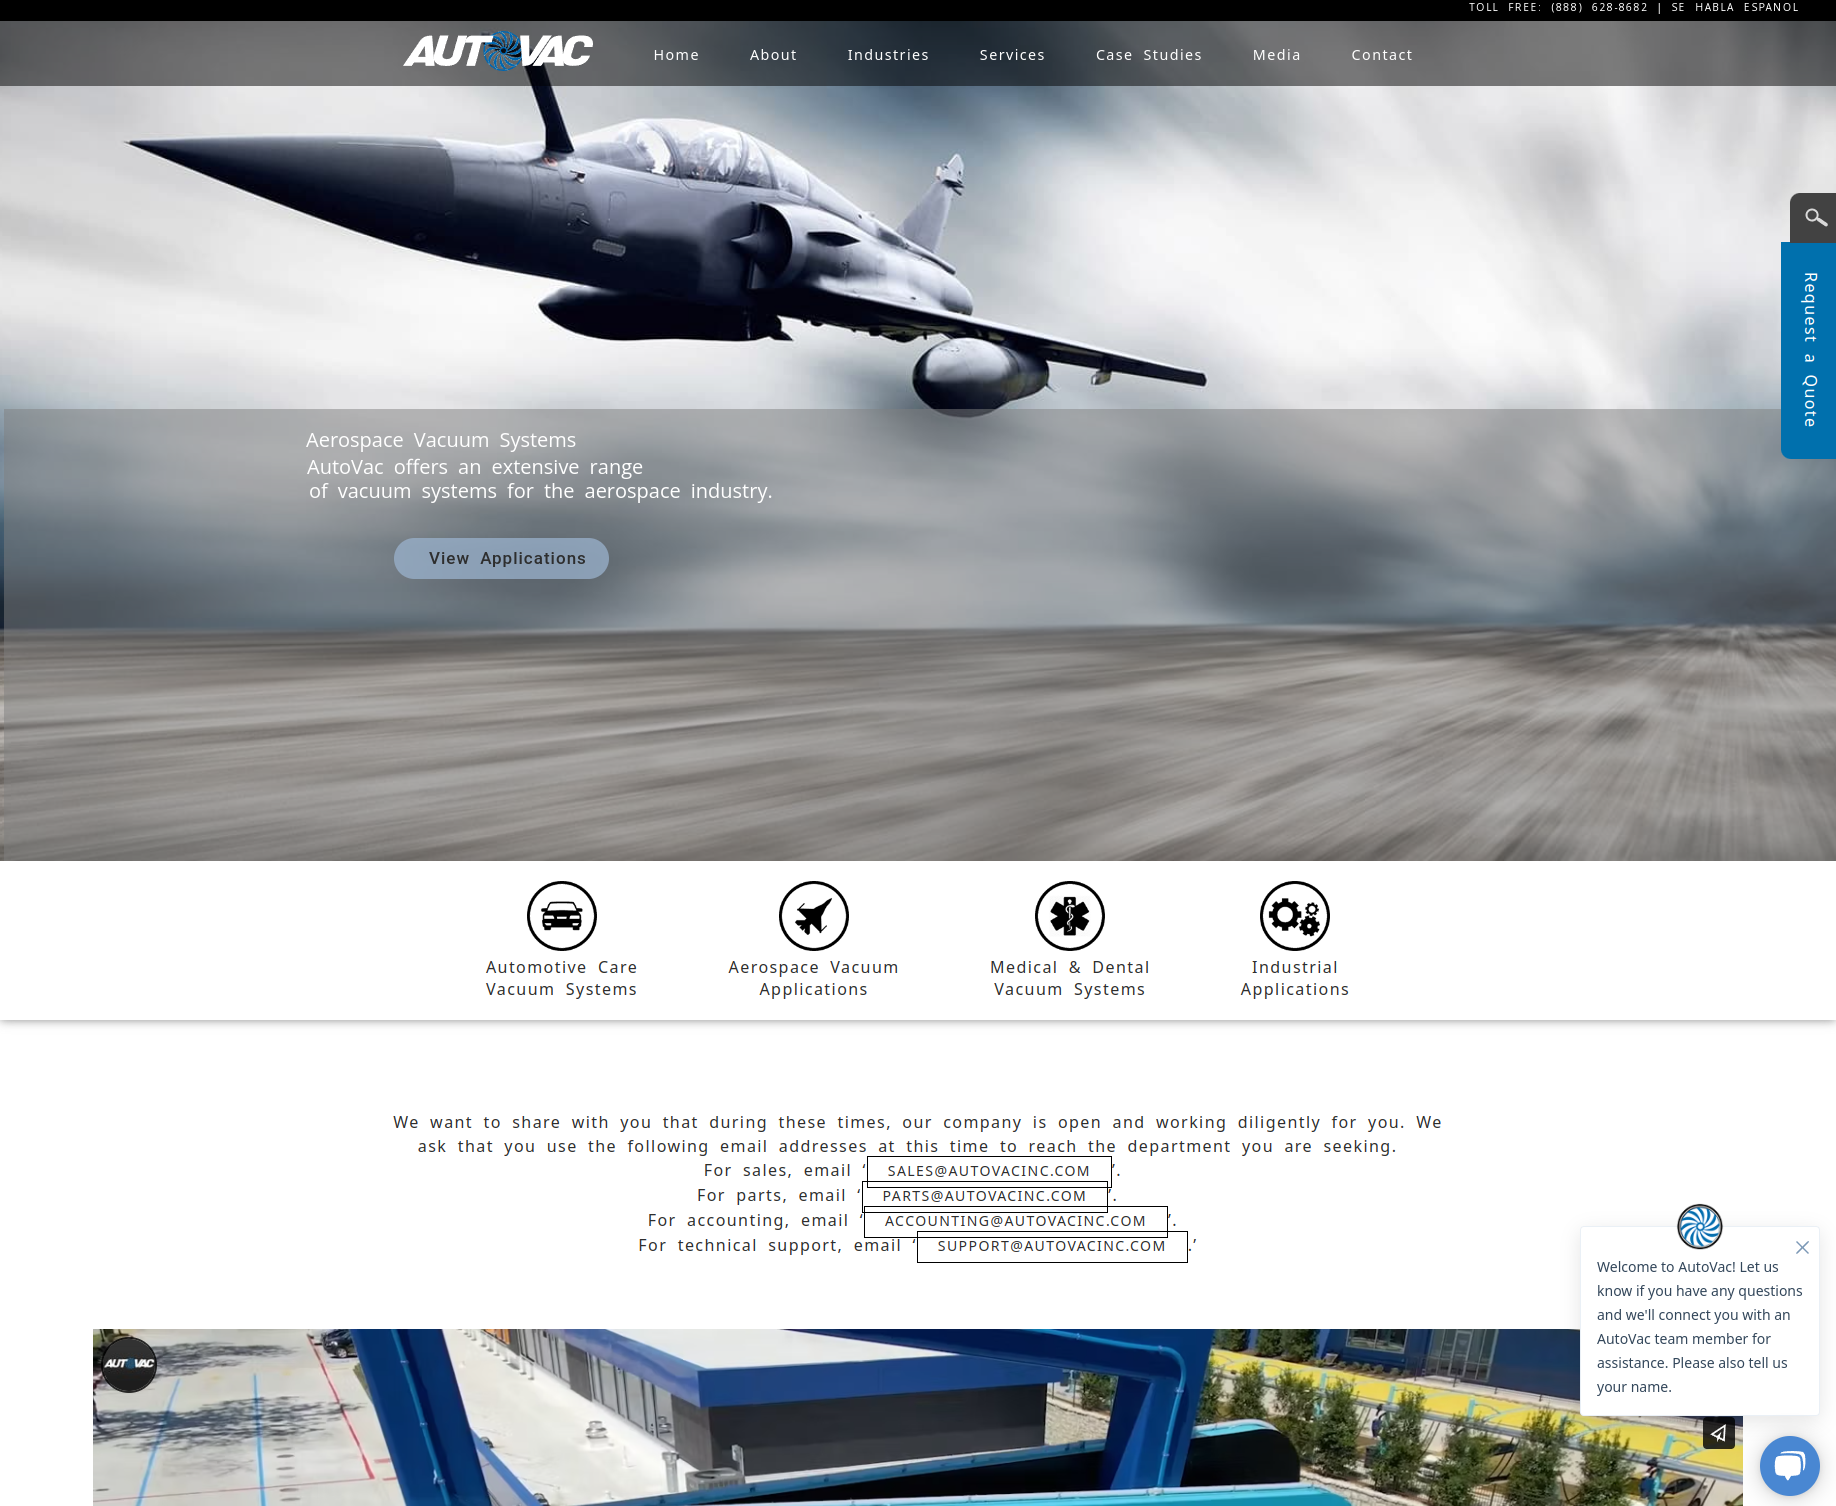 TOLL FREE: (888) 628-8682 | SE HABLA ESPANOL
AUTOVAC
Home About Industries Services Case Studies Media Contact
Request a Quote
Aerospace Vacuum Systems
AutoVac offers an extensive range
of vacuum systems for the aerospace industry.
View Applications
Automotive Care
Vacuum Systems
Aerospace Vacuum
Applications
Medical & Dental
Vacuum Systems
Industrial
Applications
We want to share with you that during these times, our company is open and working diligently for you. We
ask that you use the following email addresses at this time to reach the department you are seeking.
For sales, email ‘SALES@AUTOVACINC.COM’.
For parts, email ‘PARTS@AUTOVACINC.COM’.
For accounting, email ‘ACCOUNTING@AUTOVACINC.COM’.
For technical support, email ‘SUPPORT@AUTOVACINC.COM.’
Welcome to AutoVac! Let us
know if you have any questions
and we'll connect you with an
AutoVac team member for
assistance. Please also tell us
your name.
AUTOVAC